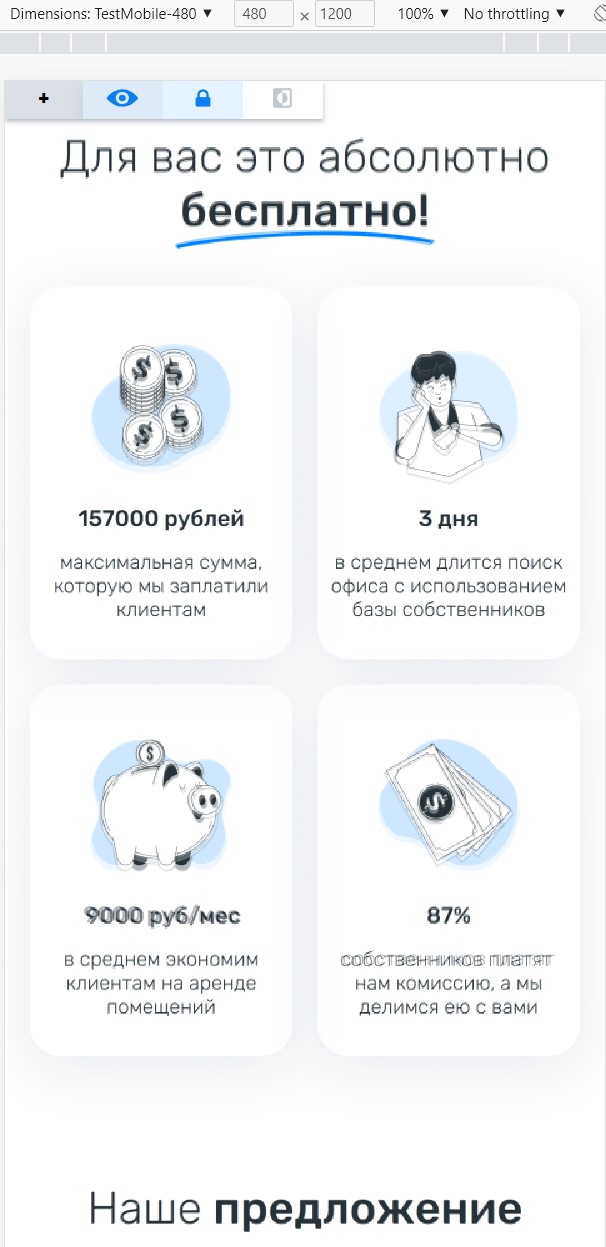 Dimensions: TestMobile-480 ▼ 480 × 1200 100% ▼ No throttling ▼
Для вас это абсолютно
бесплатно!
157000 рублей
максимальная сумма,
которую мы заплатили
клиентам
3 дня
в среднем длится поиск
офиса с использованием
базы собственников
9000 руб/мес
в среднем экономим
клиентам на аренде
помещений
87%
собственников платят
нам комиссию, а мы
делимся ею с вами
Наше предложение